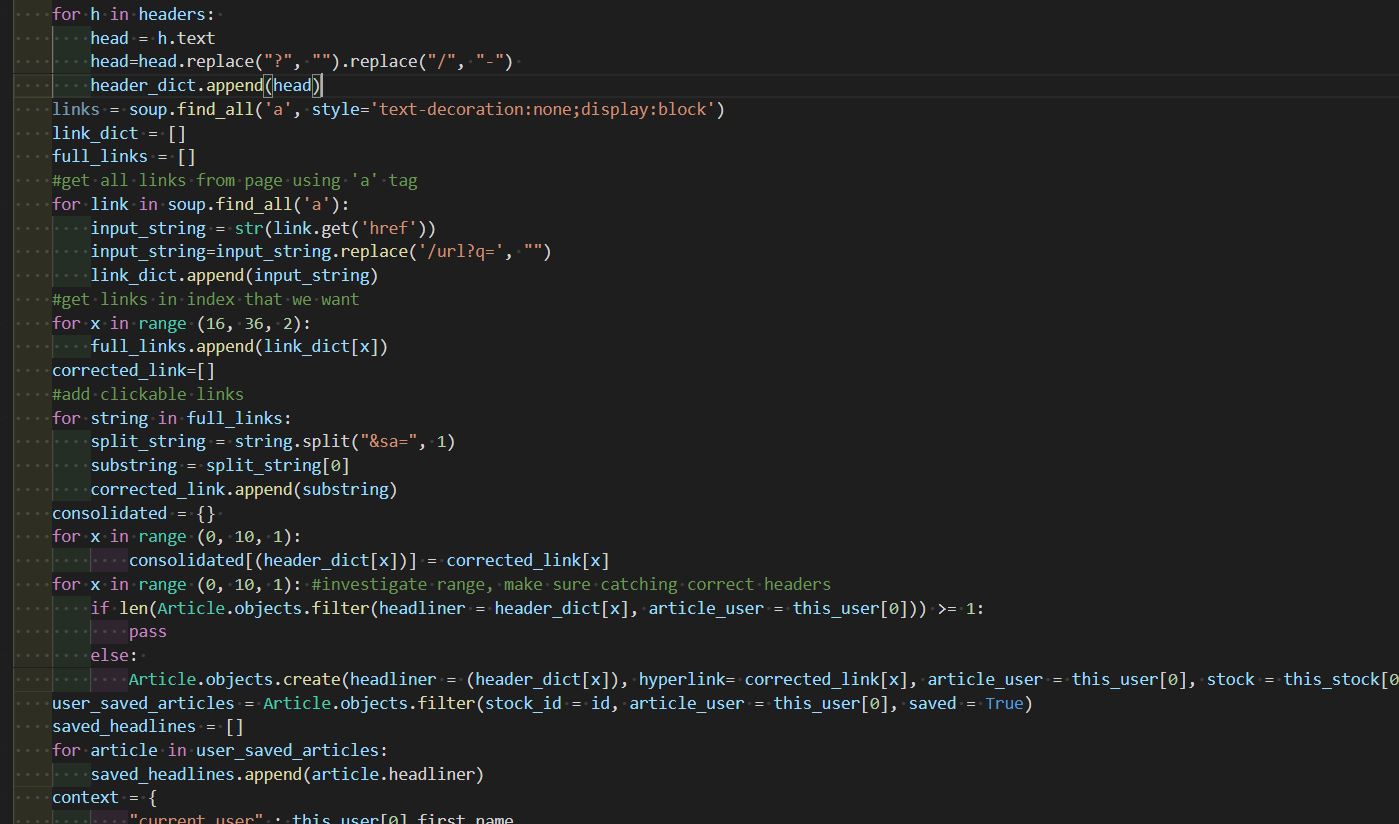 for h in headers:
head = h.text
head=head.replace("?", "").replace("/", "-")
header_dict.append(head)
links = soup.find_all('a', style='text-decoration:none;display:block')
link_dict = []
full_links = []
#get all links from page using 'a' tag
for link in soup.find_all('a'):
input_string = str(link.get('href'))
input_string=input_string.replace('/url?q=', "")
link_dict.append(input_string)
#get links in index that we want
for x in range (16, 36, 2):
full_links.append(link_dict[x])
corrected_link=[]
#add clickable links
for string in full_links:
split_string = string.split("&sa=", 1)
substring = split_string[0]
corrected_link.append(substring)
consolidated = {}
for x in range (0, 10, 1):
consolidated[(header_dict[x])] = corrected_link[x]
for x in range (0, 10, 1): #investigate range, make sure catching correct headers
if len(Article.objects.filter(headliner = header_dict[x], article_user = this_user[0])) >= 1:
pass
else:
Article.objects.create(headliner = (header_dict[x]), hyperlink= corrected_link[x], article_user = this_user[0], stock = this_stock[0
user_saved_articles = Article.objects.filter(stock_id = id, article_user = this_user[0], saved = True)
saved_headlines = []
for article in user_saved_articles:
saved_headlines.append(article.headliner)
context = {
"current_user" : this_user[0].first_name